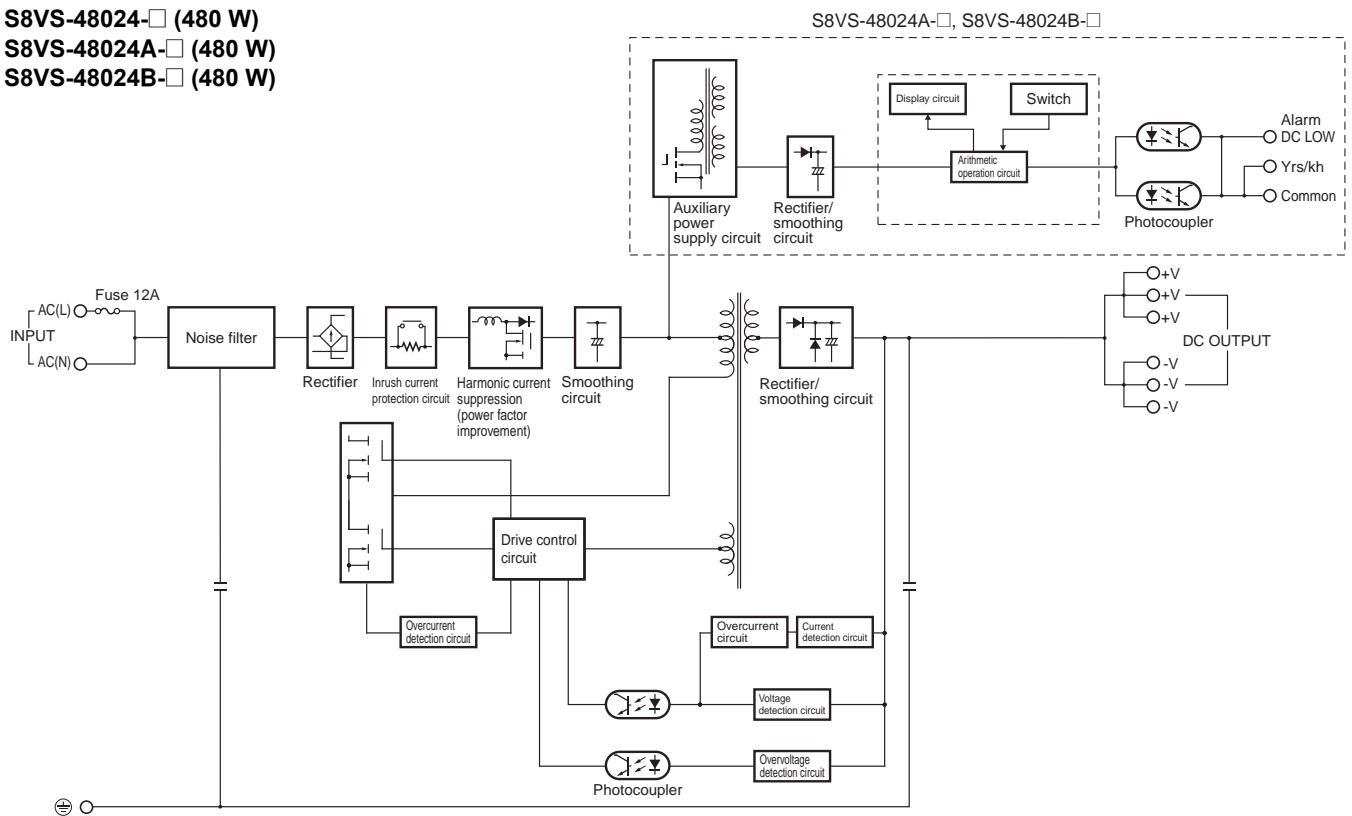 S8VS-48024-□ (480 W)
S8VS-48024A-□ (480 W)
S8VS-48024B-□ (480 W)
S8VS-48024A-□, S8VS-48024B-□
Display circuit
Switch
Arithmetic
operation circuit
Alarm
DC LOW
Yrs/kh
Common
Photocoupler
Auxiliary
power
supply circuit
Rectifier/
smoothing
circuit
INPUT
AC(L)
AC(N)
Fuse 12A
Noise filter
Rectifier
Inrush current
protection circuit
Harmonic current
suppression
(power factor
improvement)
Smoothing
circuit
Rectifier/
smoothing circuit
+V
+V
+V
DC OUTPUT
-V
-V
-V
Drive control
circuit
Overcurrent
detection circuit
Overcurrent
circuit
Current
detection circuit
Voltage
detection circuit
Overvoltage
detection circuit
Photocoupler